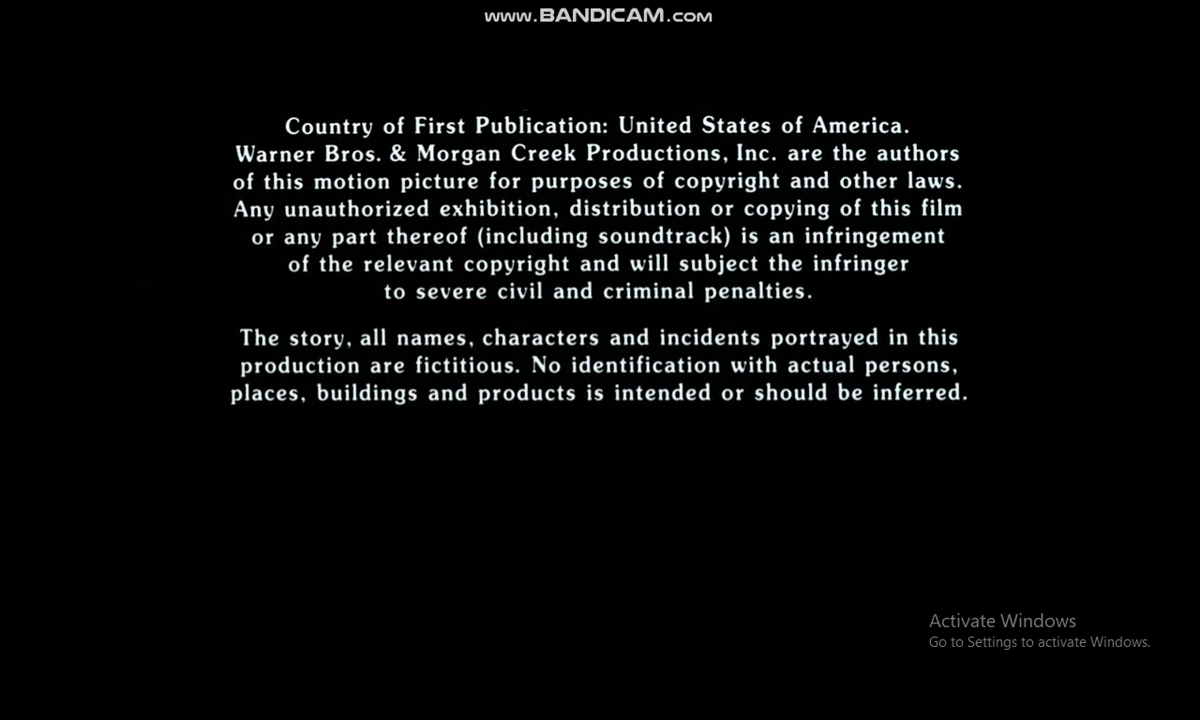 www.BANDICAM.com
Country of First Publication: United States of America.
Warner Bros. & Morgan Creek Productions, Inc. are the authors
of this motion picture for purposes of copyright and other laws.
Any unauthorized exhibition, distribution or copying of this film
or any part thereof (including soundtrack) is an infringement
of the relevant copyright and will subject the infringer
to severe civil and criminal penalties.
The story, all names, characters and incidents portrayed in this
production are fictitious. No identification with actual persons,
places, buildings and products is intended or should be inferred.
Activate Windows
Go to Settings to activate Windows.